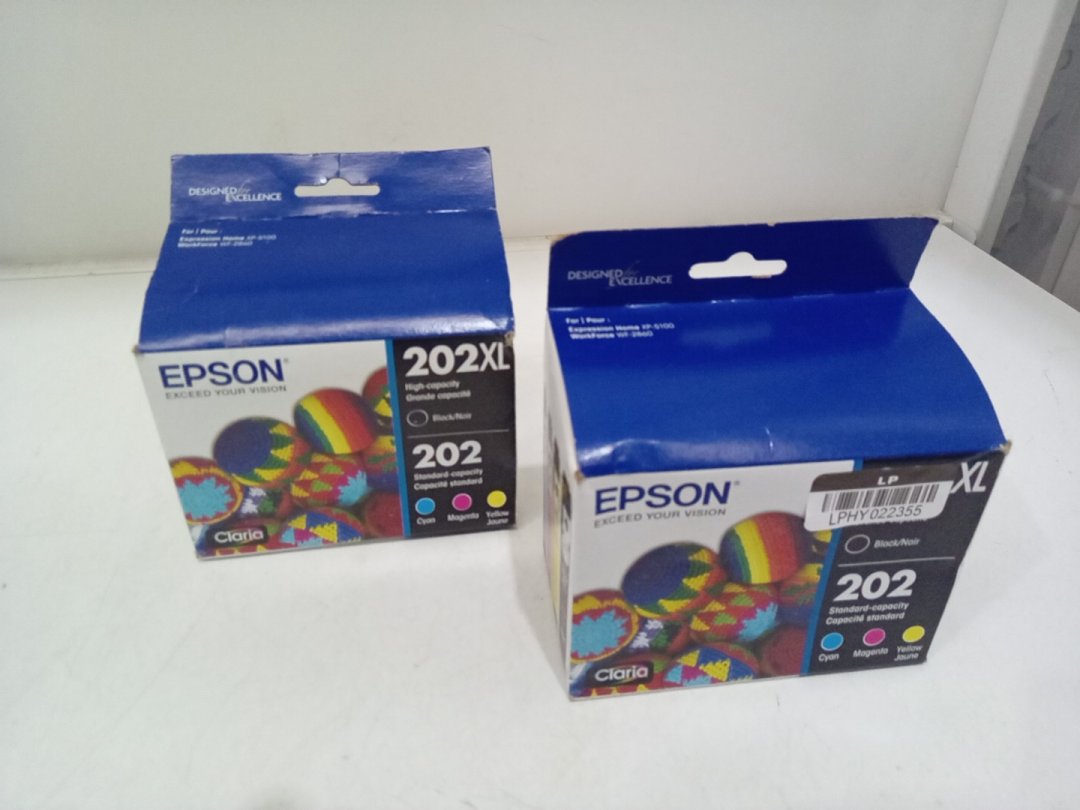 DESIGNED for
EXCELLENCE
For / Pour :
Expression Home XP-5100
WorkForce WF-2860
EPSON
EXCEED YOUR VISION
202XL
High-capacity
Grande capacité
Black/Noir
202
Standard-capacity
Capacité standard
Cyan
Magenta
Yellow
Jaune
Claria
DESIGNED for
EXCELLENCE
For / Pour :
Expression Home XP-5100
WorkForce WF-2860
EPSON
EXCEED YOUR VISION
XL
LP
LPHY022355
Black/Noir
202
Standard-capacity
Capacité standard
Cyan
Magenta
Yellow
Jaune
Claria